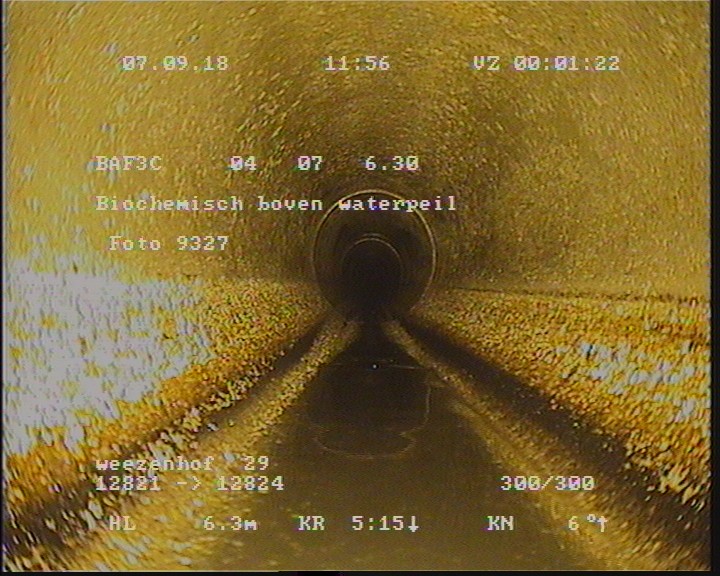 07.09.18 11:56 VZ 00:01:22
BAF3C 04 07 6.30
Biochemisch boven waterpeil
Foto 9327
weezenhof 29
12821 -> 12824 300/300
HL 6.3m KR 5:15↓ KN 6°↑